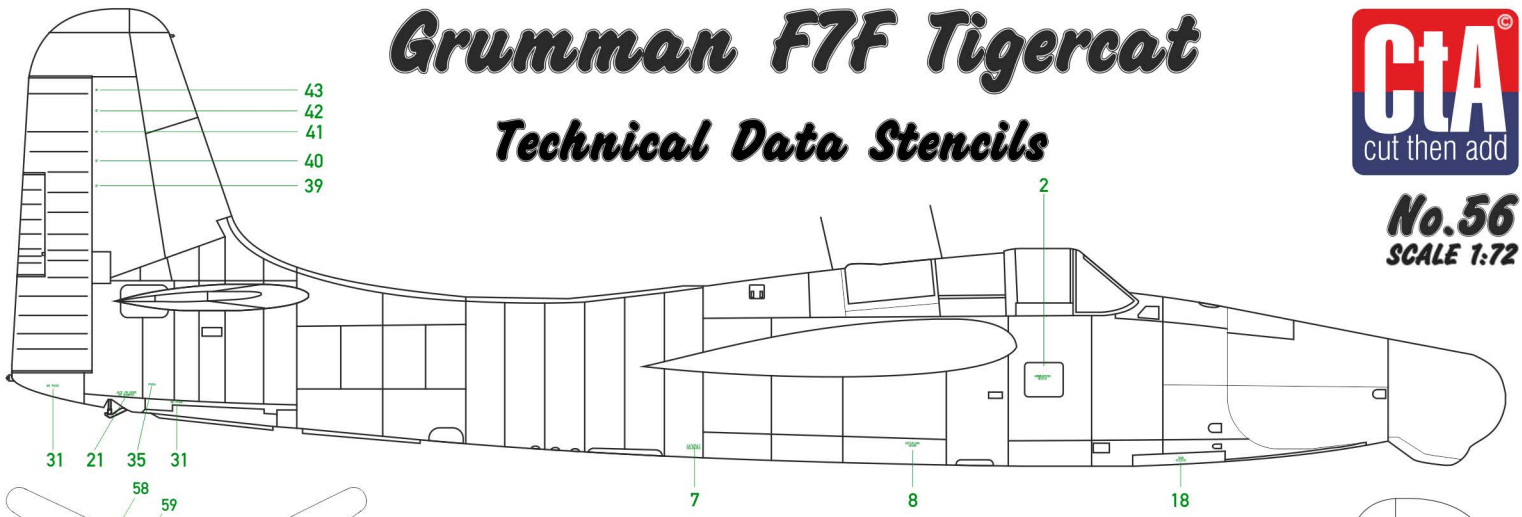 Grumman F7F Tigercat
Technical Data Stencils
CtA©
cut then add
No.56
SCALE 1:72
43
42
41
40
39
2
31 21 35 31
7 8 18
58
59